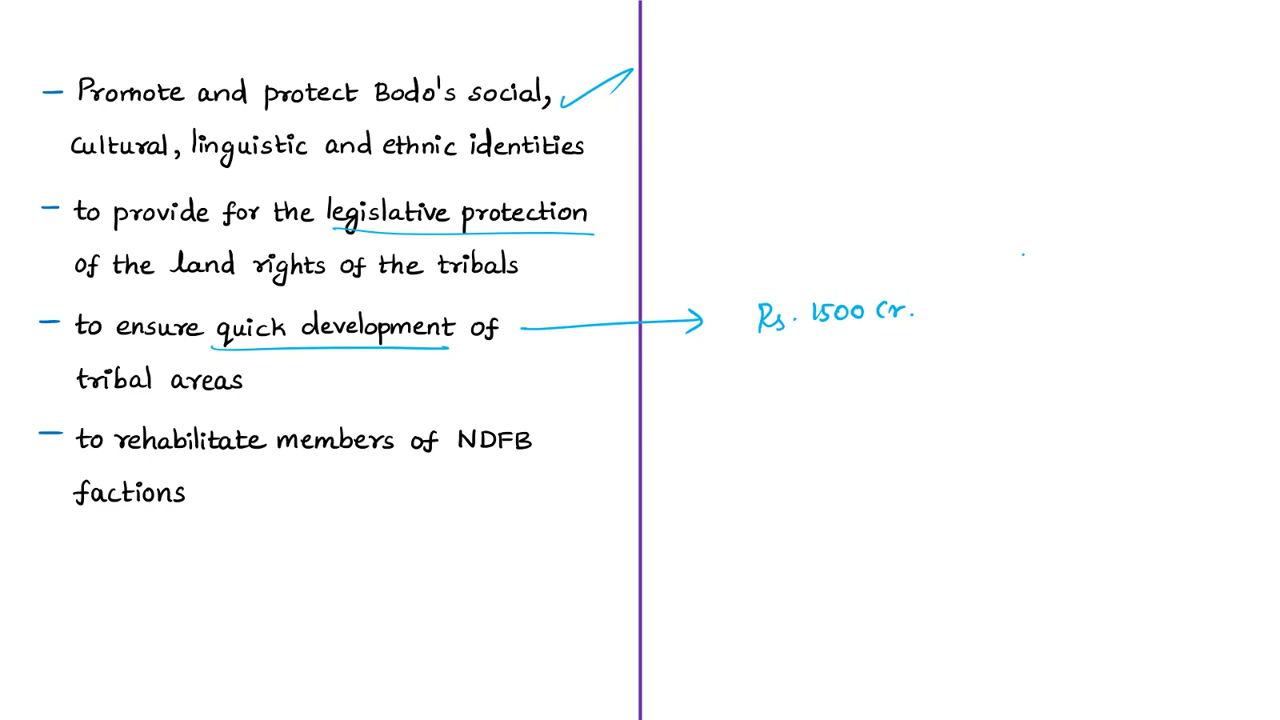 – Promote and protect Bodo's social,
cultural, linguistic and ethnic identities
– to provide for the legislative protection
of the land rights of the tribals
– to ensure quick development of
tribal areas
– to rehabilitate members of NDFB
factions
Rs. 1500 Cr.